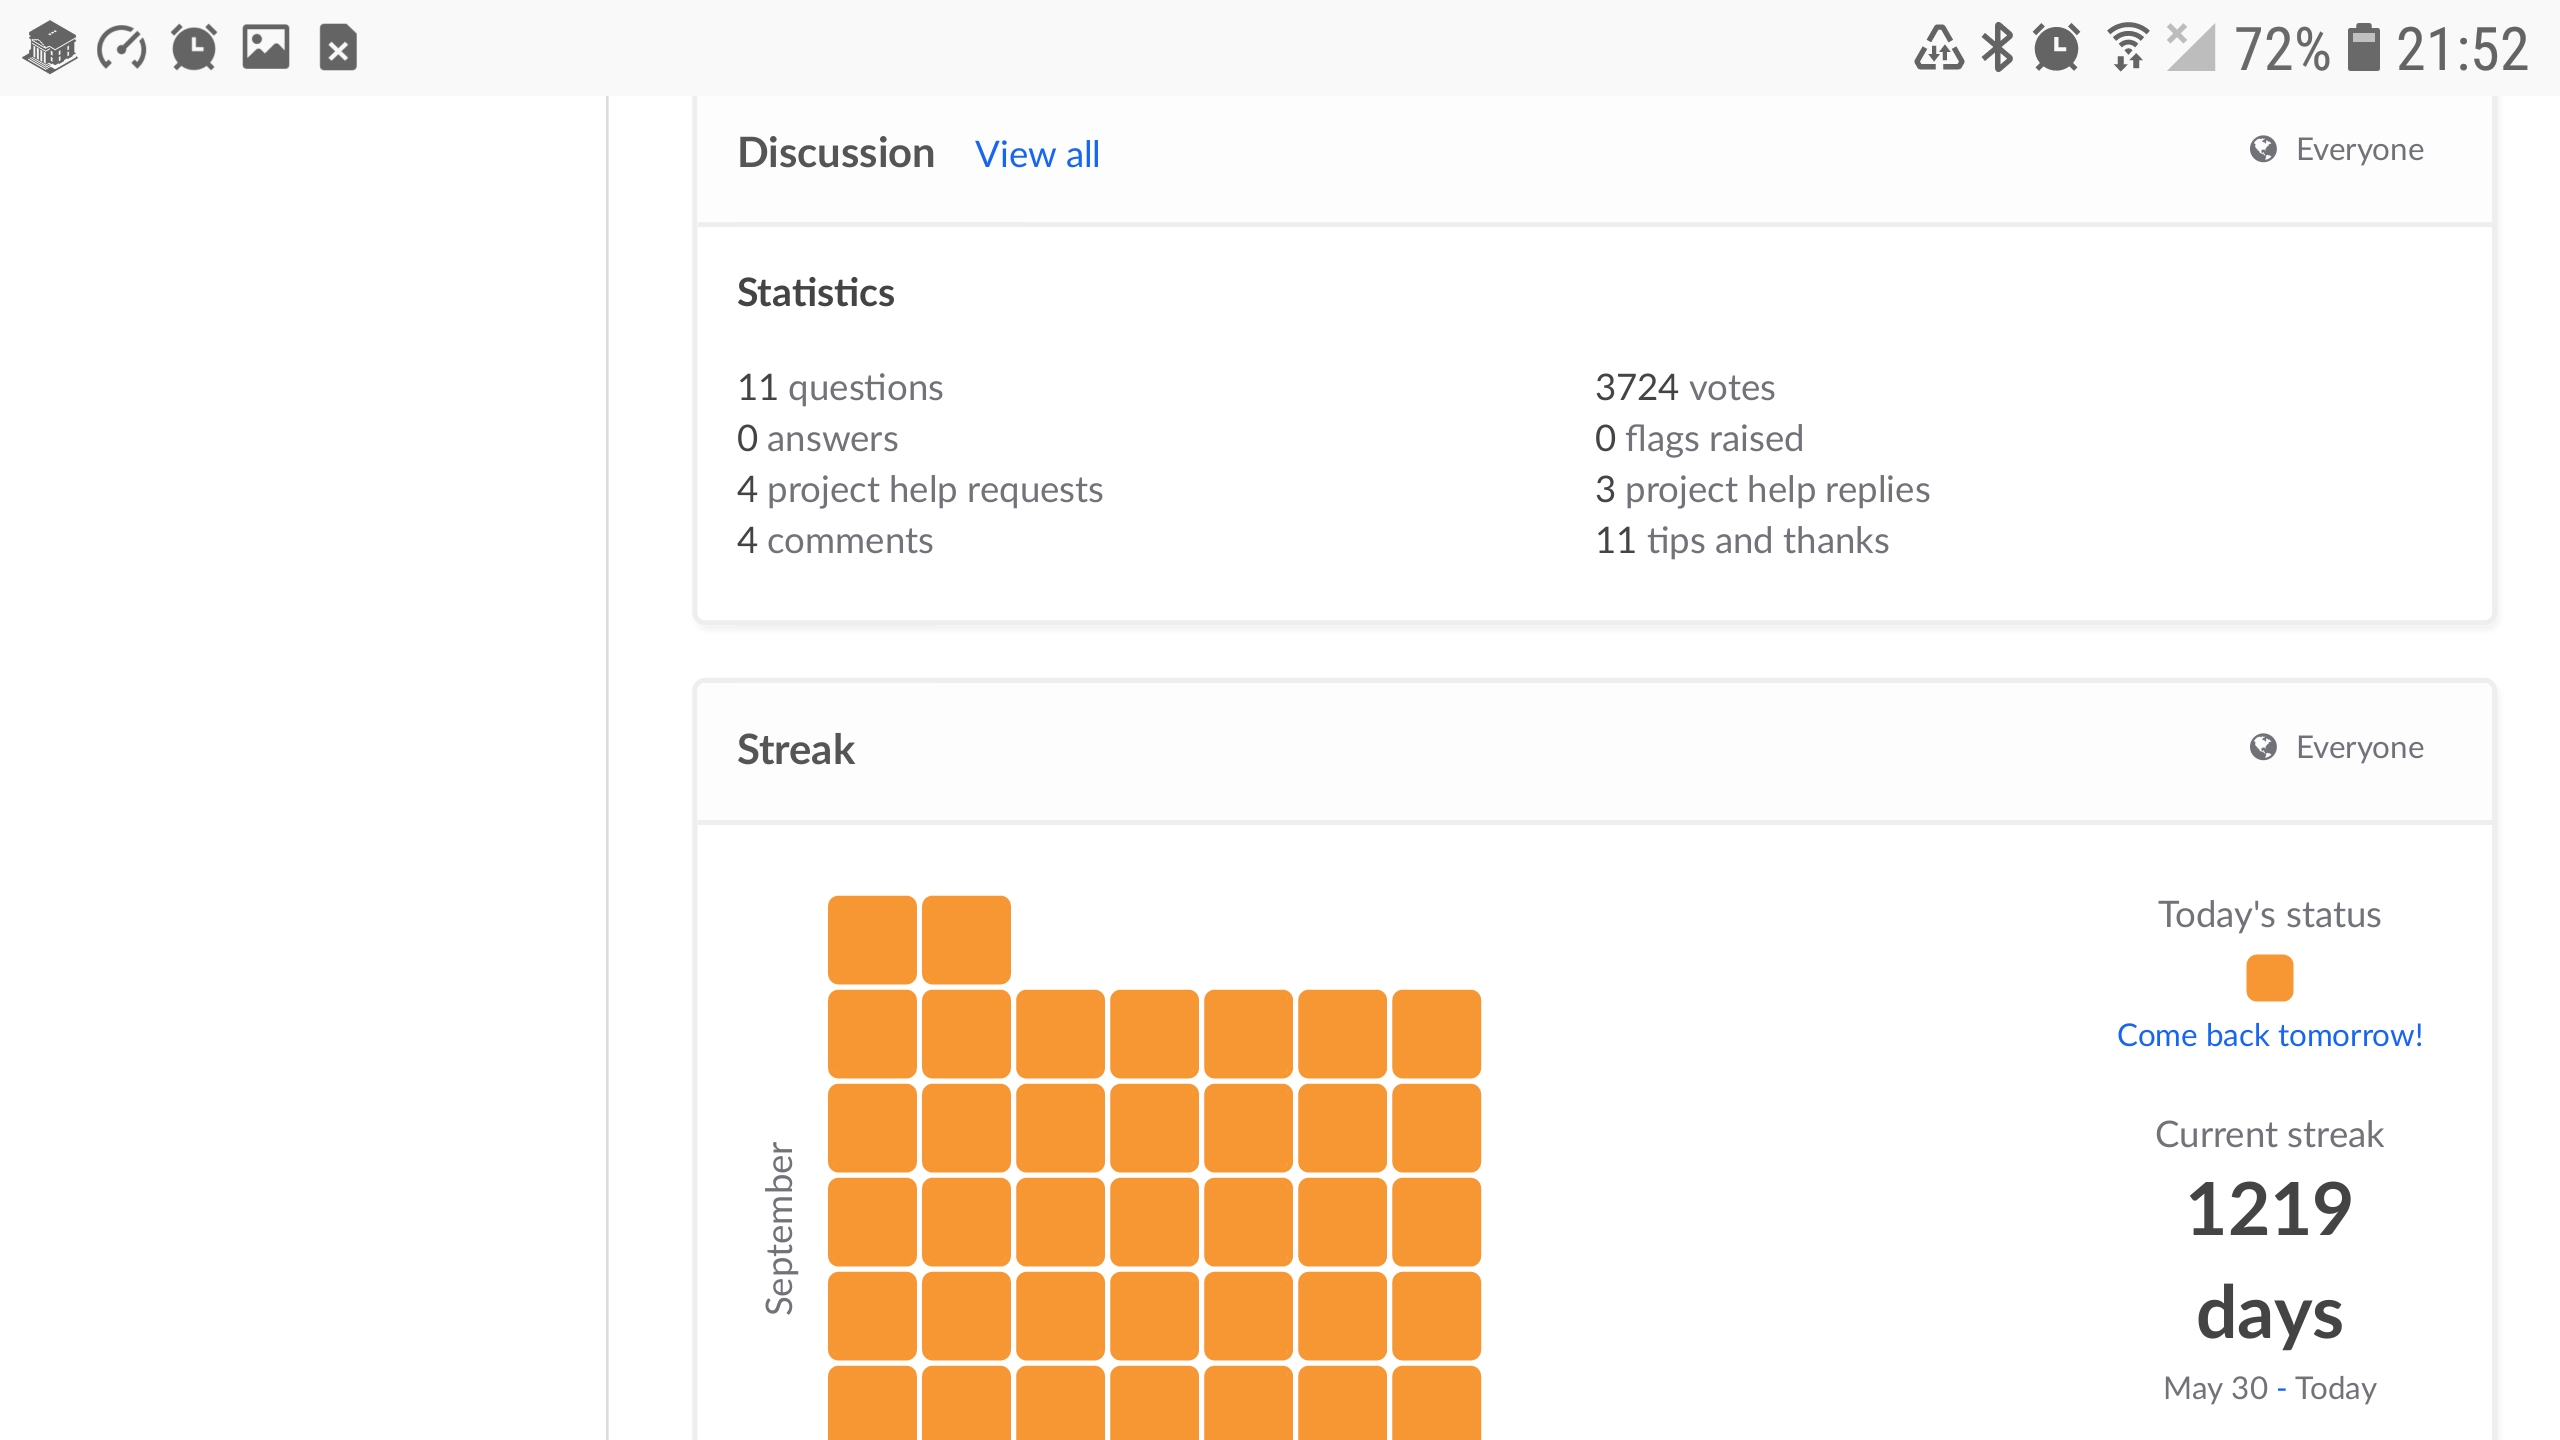 72% 21:52
Discussion View all Everyone
Statistics
11 questions
0 answers
4 project help requests
4 comments
3724 votes
0 flags raised
3 project help replies
11 tips and thanks
Streak Everyone
September
Today's status
Come back tomorrow!
Current streak
1219
days
May 30 - Today